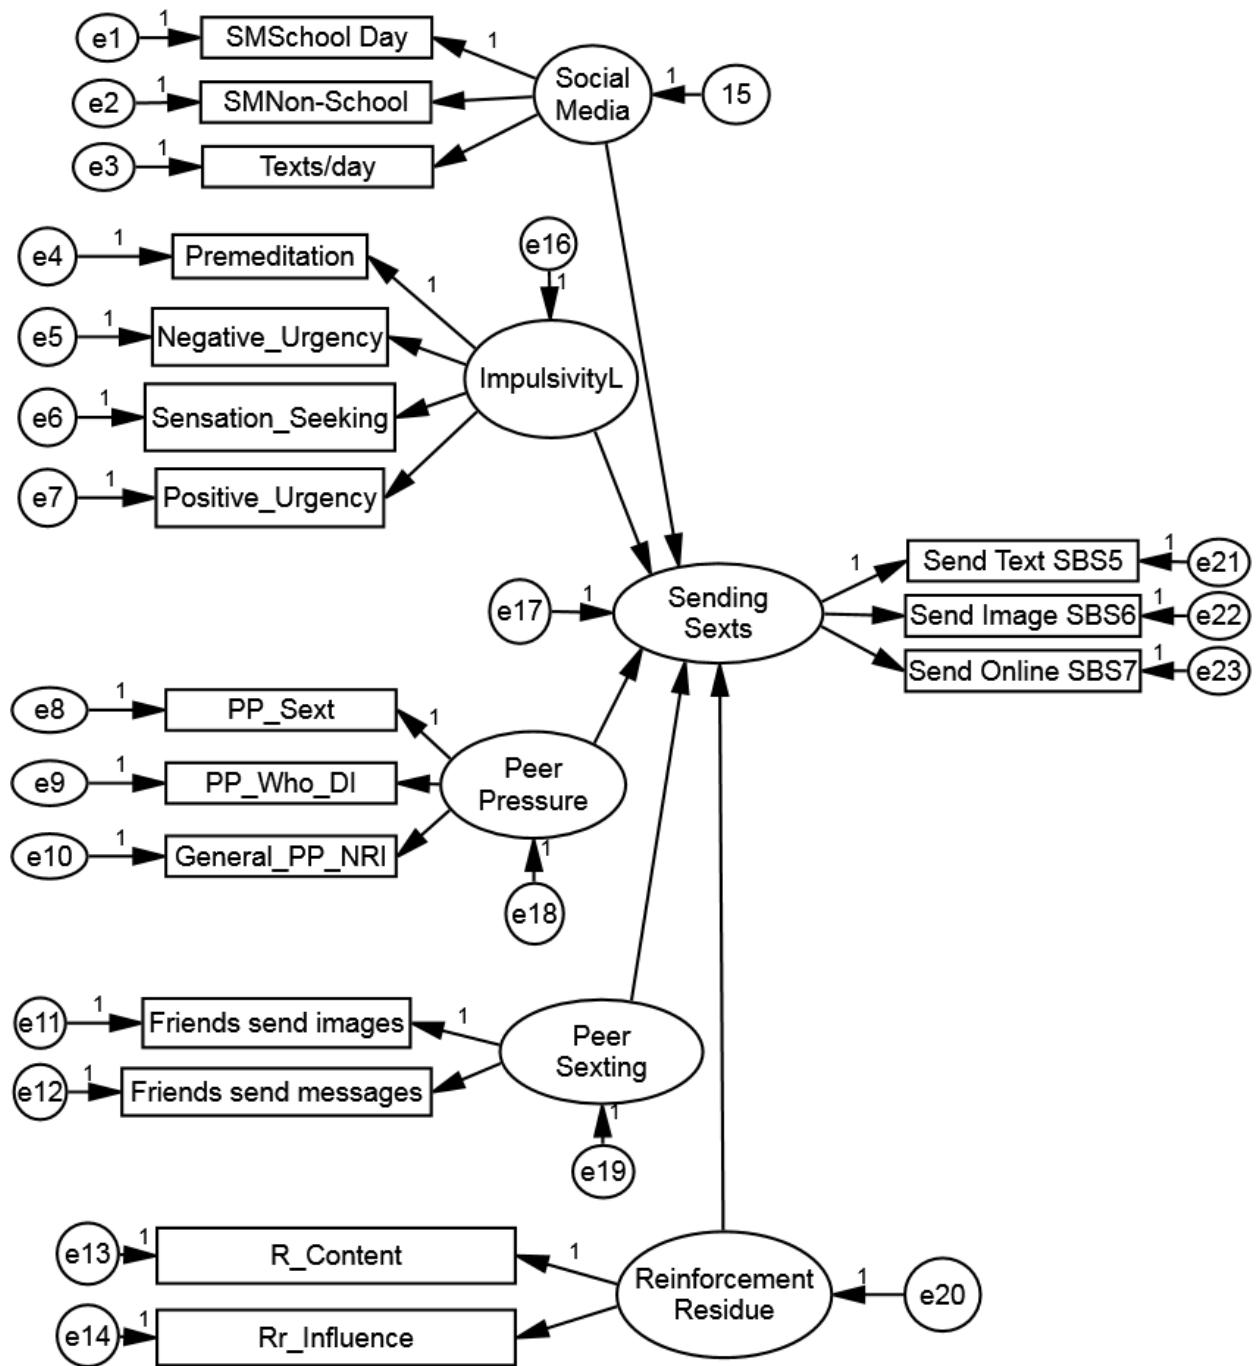 e1
1
SMSchool Day
1
e2
1
SMNon-School
e3
1
Texts/day
Social
Media
1
15
e4
1
Premeditation
1
e5
1
Negative_Urgency
e6
1
Sensation_Seeking
e7
1
Positive_Urgency
e16
1
ImpulsivityL
e17
1
Sending
Sexts
1
Send Text SBS5
1
e21
Send Image SBS6
1
e22
Send Online SBS7
1
e23
e8
1
PP_Sext
1
e9
1
PP_Who_DI
e10
1
General_PP_NRI
Peer
Pressure
1
e18
e11
1
Friends send images
1
e12
1
Friends send messages
Peer
Sexting
1
e19
e13
1
R_Content
1
e14
1
Rr_Influence
Reinforcement
Residue
1
e20